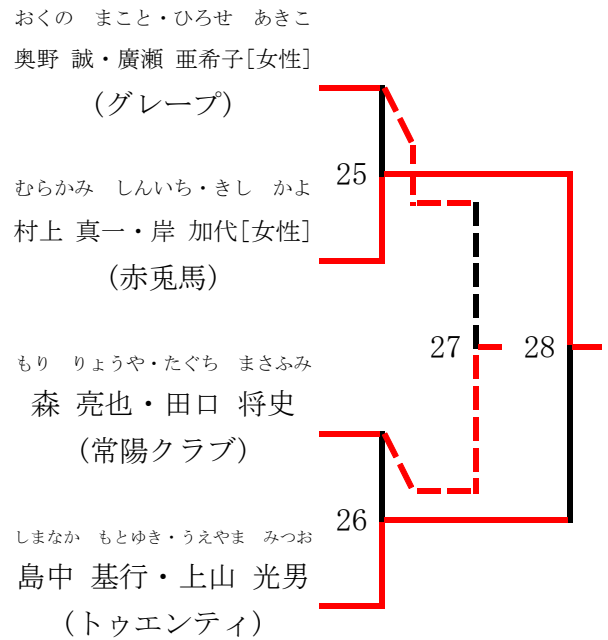 おくの まこと・ひろせ あきこ
奥野 誠・廣瀬 亜希子[女性]
(グレープ)
25
むらかみ しんいち・きし かよ
村上 真一・岸 加代[女性]
(赤兎馬)
27 28
もり りょうや・たぐち まさふみ
森 亮也・田口 将史
(常陽クラブ)
26
しまなか もとゆき・うえやま みつお
島中 基行・上山 光男
(トゥエンティ)